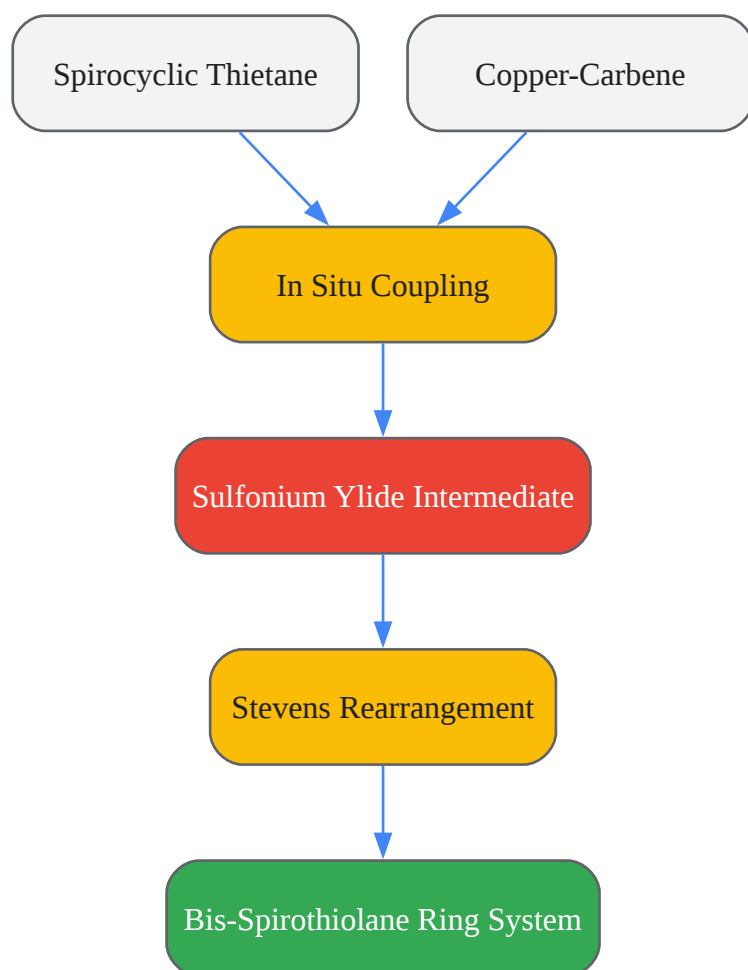 Spirocyclic Thietane
Copper-Carbene
In Situ Coupling
Sulfonium Ylide Intermediate
Stevens Rearrangement
Bis-Spirothiolane Ring System